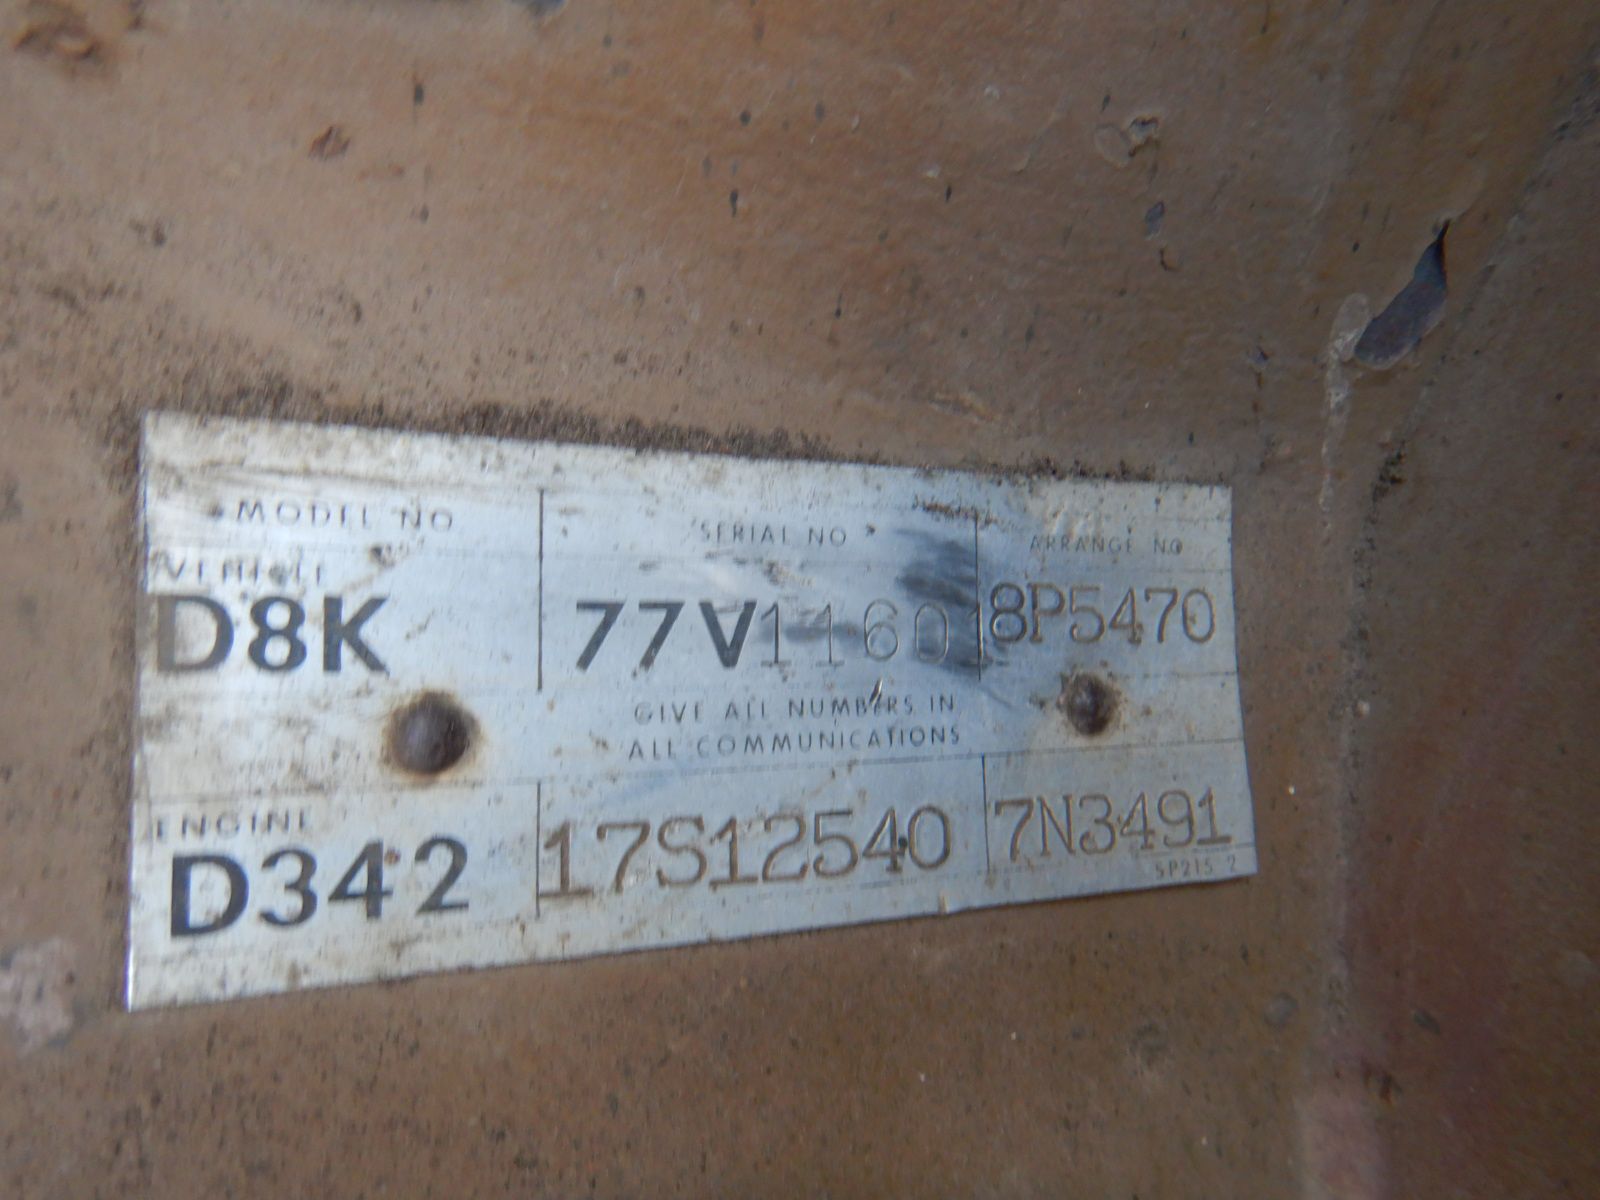 MODEL NO SERIAL NO ARRANGE NO
VEHICLE
D8K 77V11601 8P5470
GIVE ALL NUMBERS IN
ALL COMMUNICATIONS
ENGINE
D342 17S12540 7N3491
5P215 2